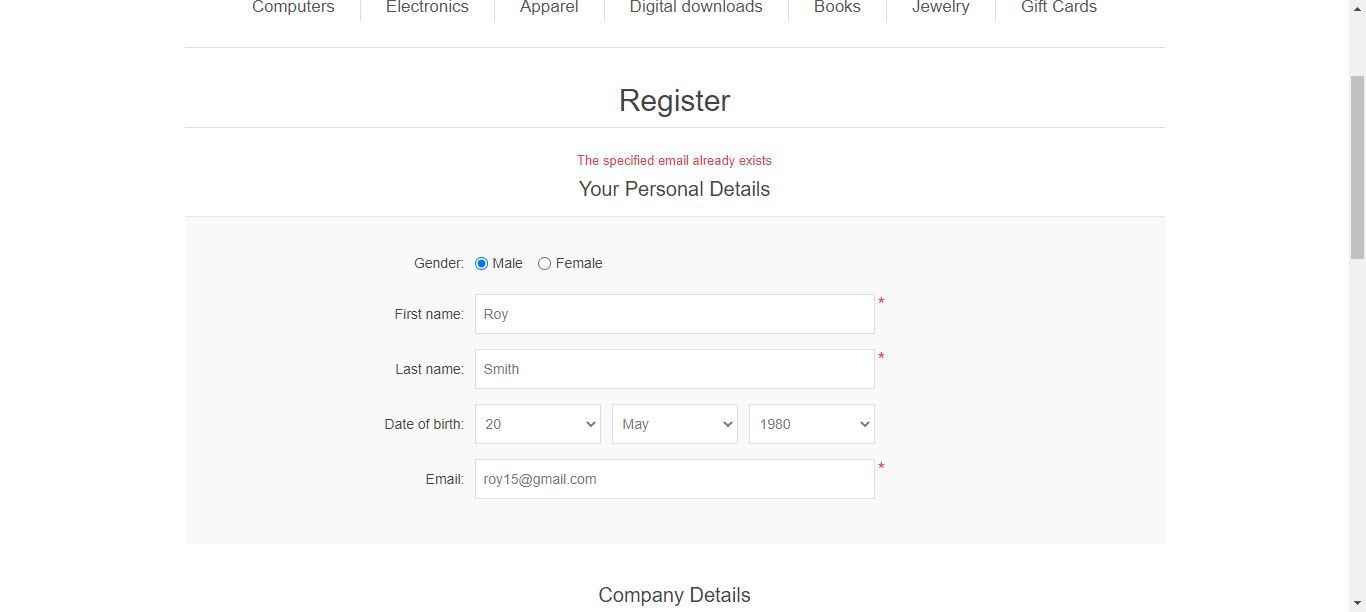 Computers Electronics Apparel Digital downloads Books Jewelry Gift Cards
Register
The specified email already exists
Your Personal Details
Gender: Male Female
First name: Roy *
Last name: Smith *
Date of birth: 20 May 1980
Email: roy15@gmail.com *
Company Details